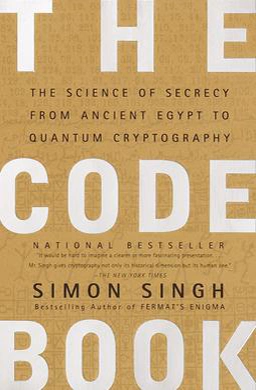 THE
THE SCIENCE OF SECRECY
FROM ANCIENT EGYPT TO
QUANTUM CRYPTOGRAPHY
CODE
NATIONAL BESTSELLER
"It would be hard to imagine a clearer or more fascinating presentation. . . .
Mr. Singh gives cryptography not only its historical dimension but its human one."
—THE NEW YORK TIMES
SIMON SINGH
Bestselling Author of FERMAT'S ENIGMA
BOOK